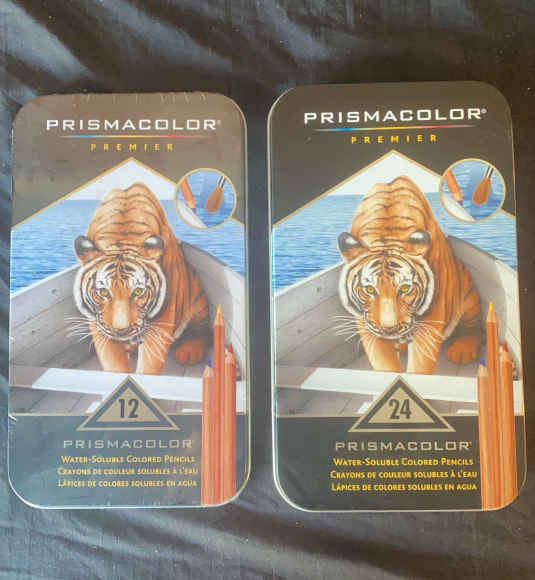 PRISMACOLOR®
PREMIER
12
PRISMACOLOR®
WATER-SOLUBLE COLORED PENCILS
CRAYONS DE COULEUR SOLUBLES À L'EAU
LÁPICES DE COLORES SOLUBLES EN AGUA
PRISMACOLOR®
PREMIER
24
PRISMACOLOR®
WATER-SOLUBLE COLORED PENCILS
CRAYONS DE COULEUR SOLUBLES À L'EAU
LÁPICES DE COLORES SOLUBLES EN AGUA